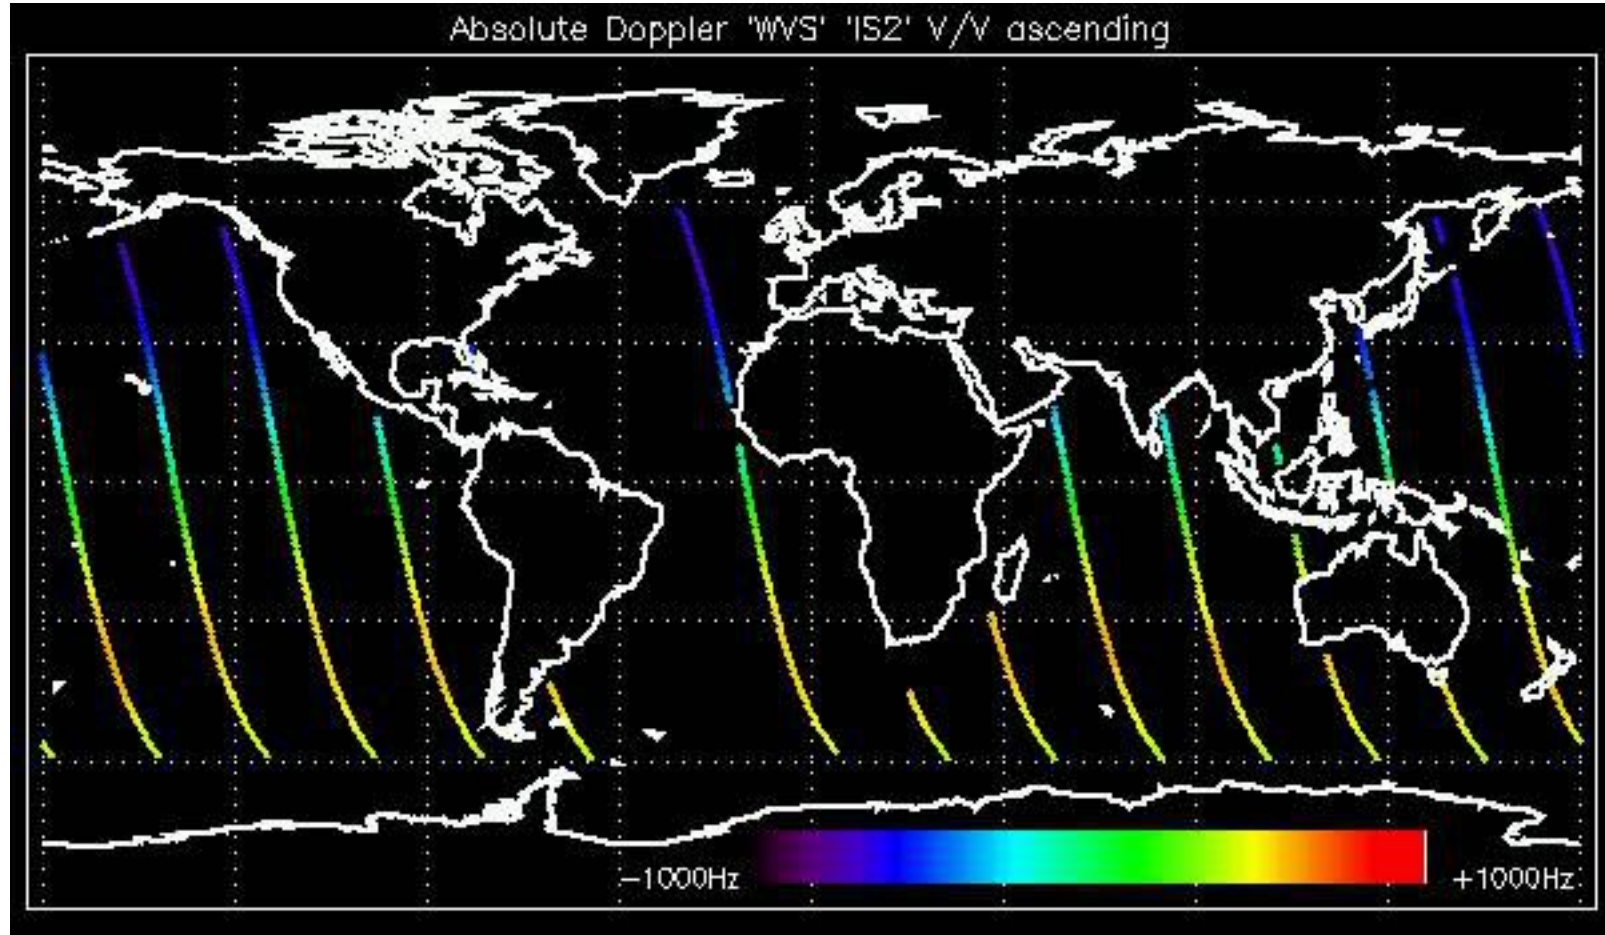 Absolute Doppler 'WVS' 'IS2' V/V ascending
-1000Hz +1000Hz